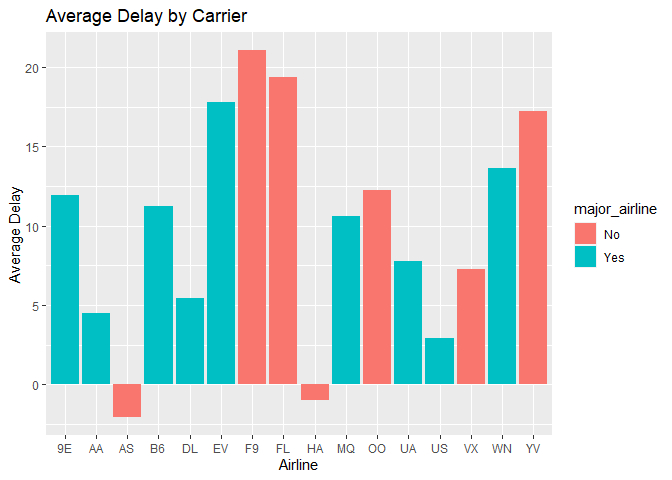 Average Delay by Carrier
20
15
10
5
0
Average Delay
9E AA AS B6 DL EV F9 FL HA MQ OO UA US VX WN YV
Airline
major_airline
No
Yes